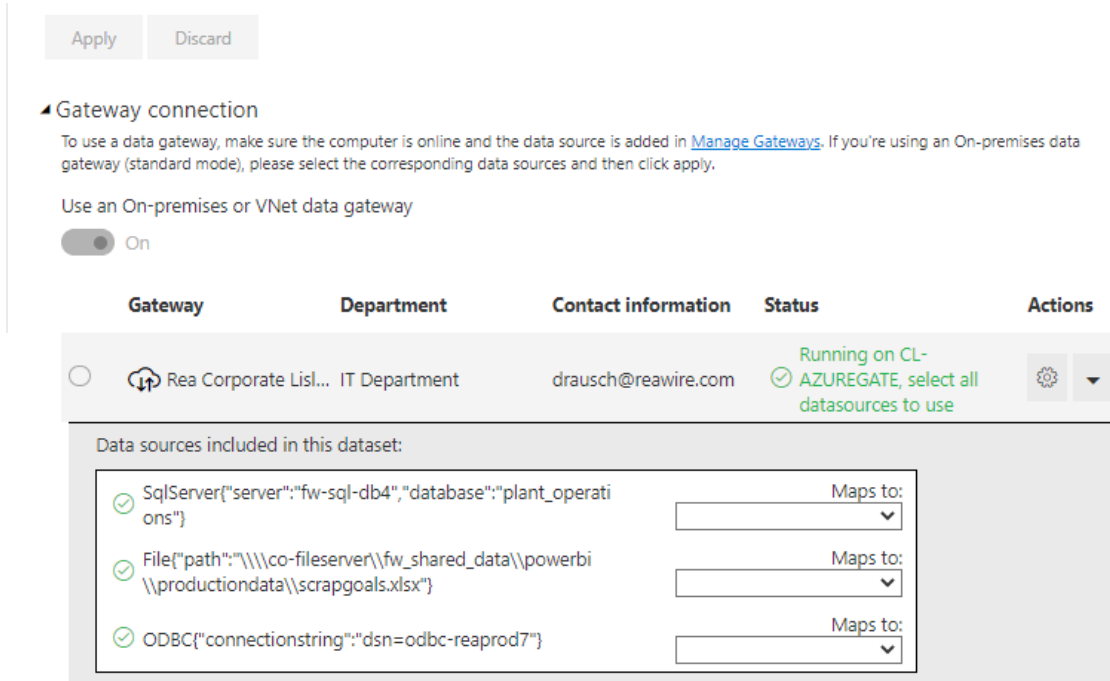 Apply Discard
Gateway connection
To use a data gateway, make sure the computer is online and the data source is added in Manage Gateways. If you're using an On-premises data
gateway (standard mode), please select the corresponding data sources and then click apply.
Use an On-premises or VNet data gateway
On
Gateway Department Contact information Status Actions
Rea Corporate Lisl... IT Department drausch@reawire.com Running on CL-
AZUREGATE, select all
datasources to use
Data sources included in this dataset:
SqlServer{"server":"fw-sql-db4","database":"plant_operati
ons"}
Maps to:
File{"path":"\\\\co-fileserver\\fw_shared_data\\powerbi
\\productiondata\\scrapgoals.xlsx"}
Maps to:
ODBC{"connectionstring":"dsn=odbc-reaprod7"}
Maps to: